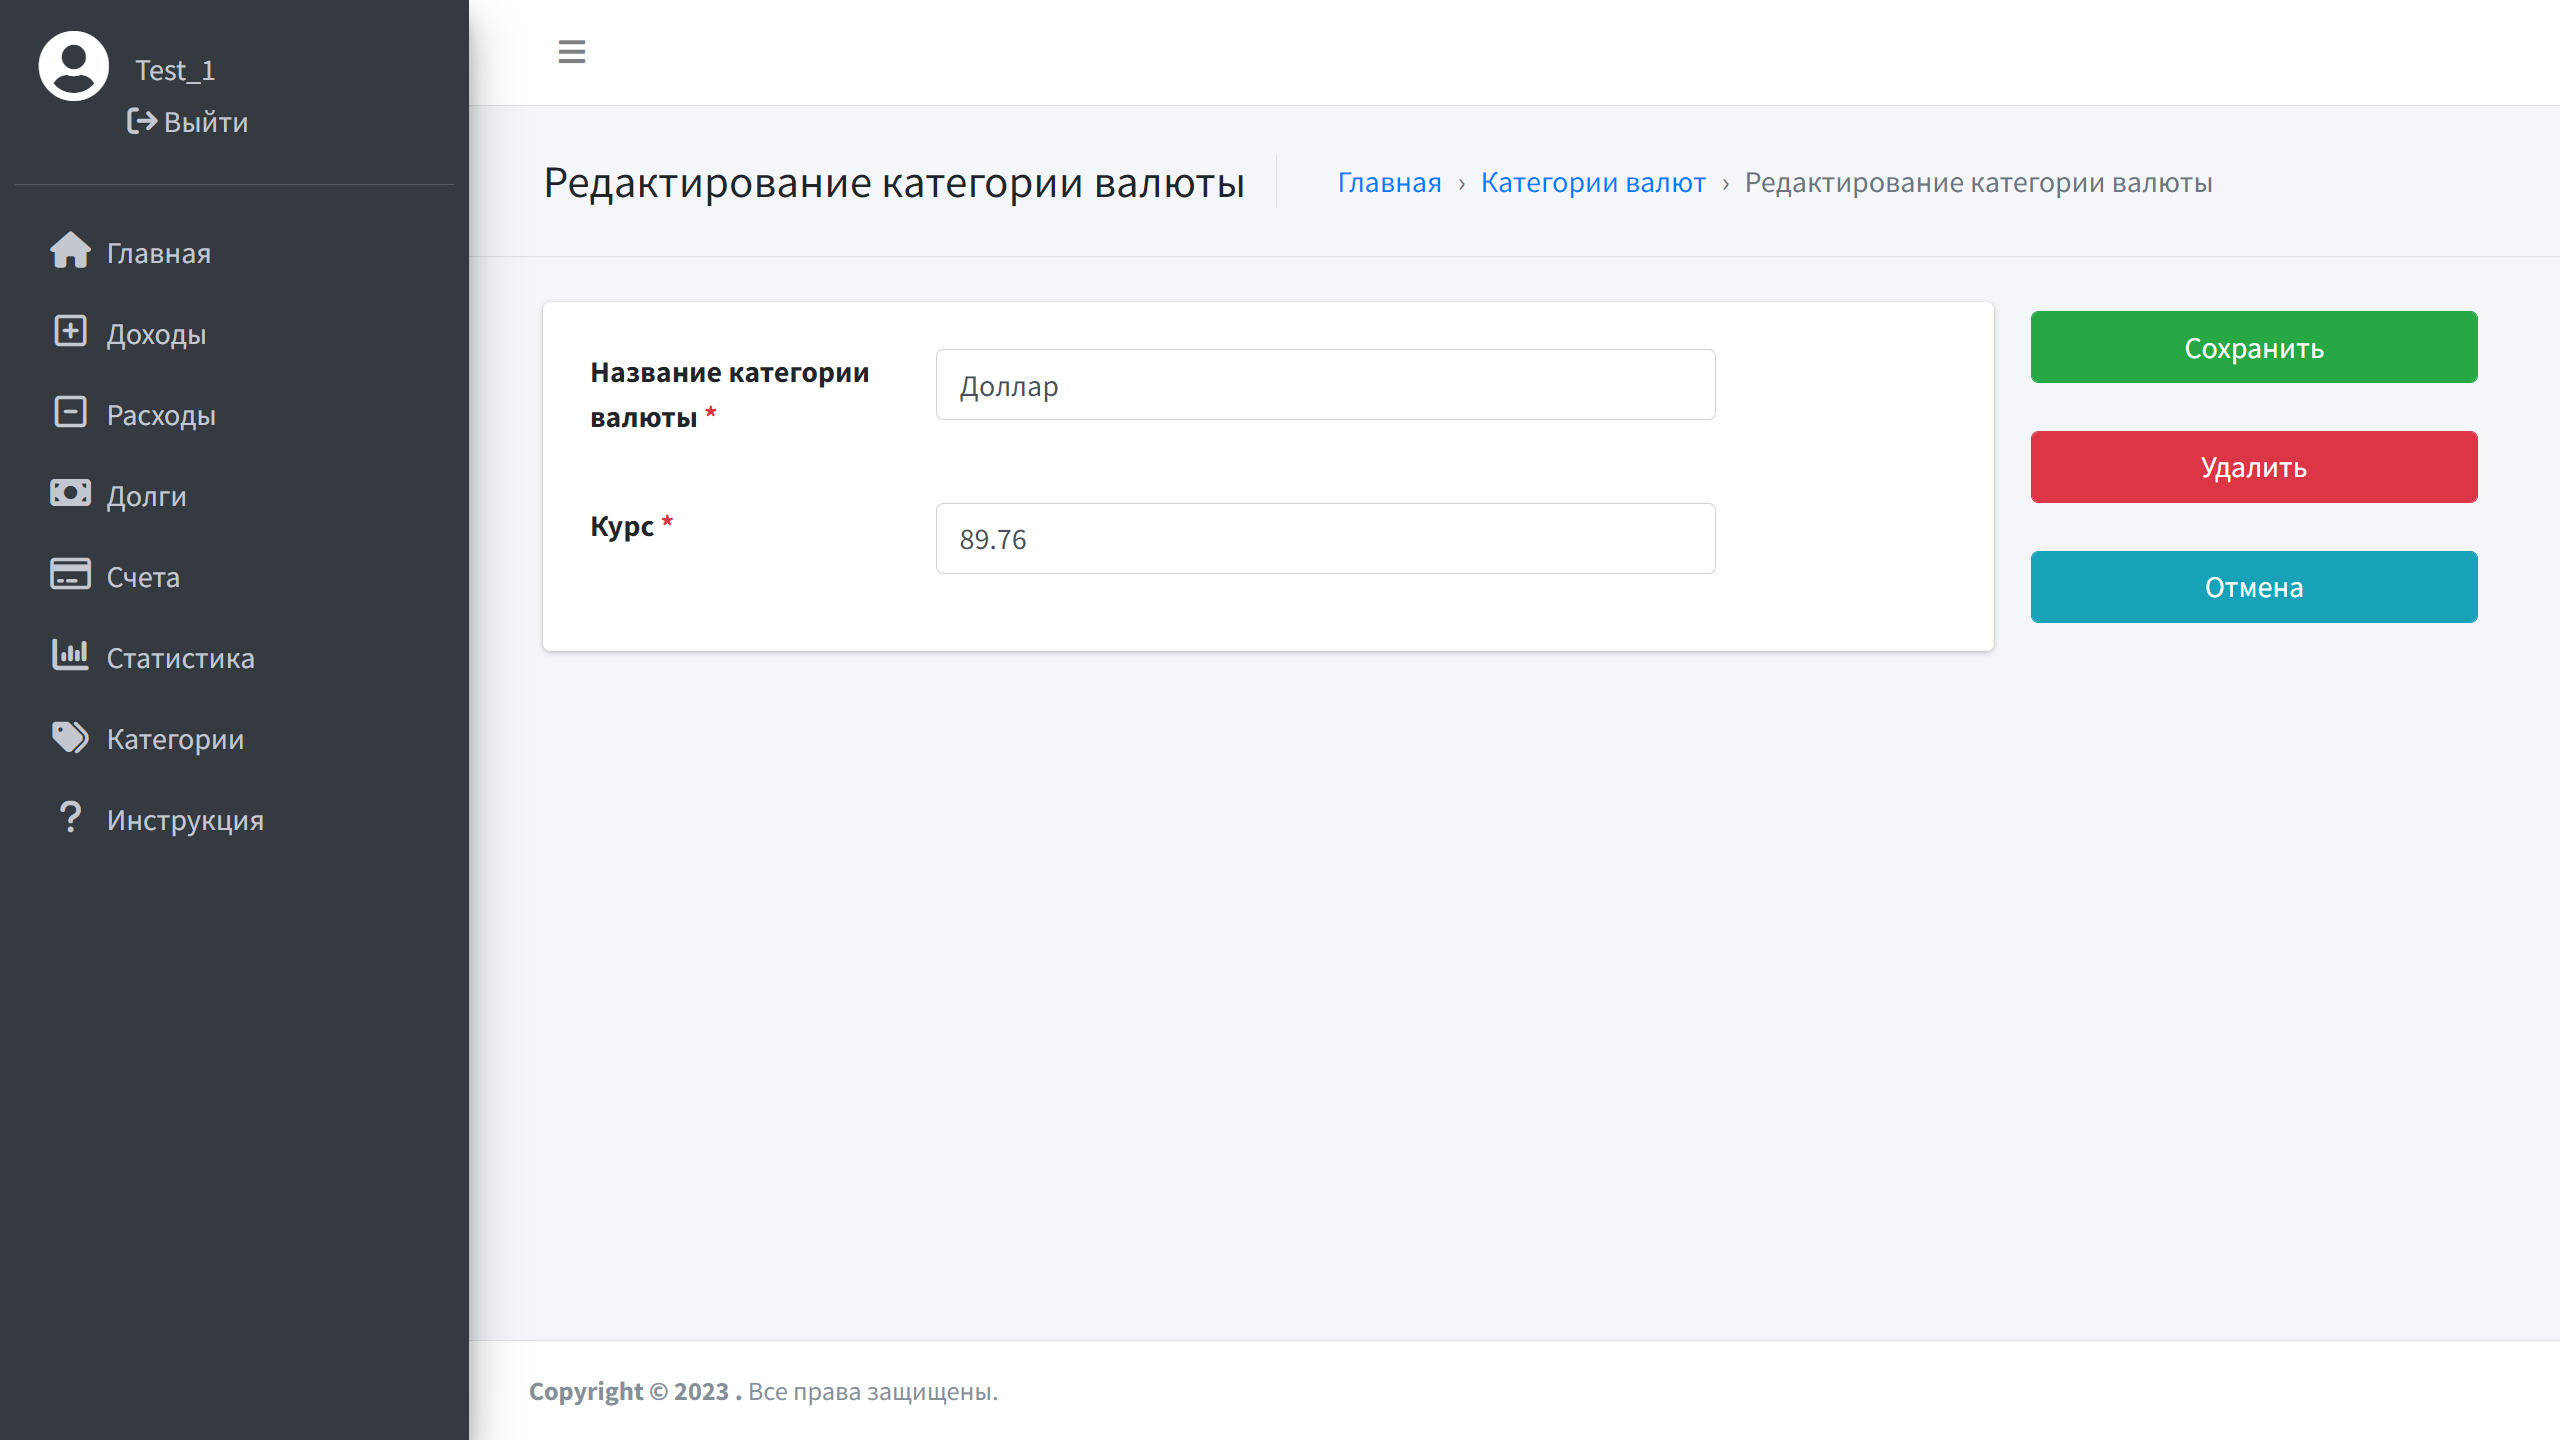 Test_1
Выйти
Главная
Доходы
Расходы
Долги
Счета
Статистика
Категории
Инструкция
Редактирование категории валюты
Главная › Категории валют › Редактирование категории валюты
Название категории
валюты *
Доллар
Курс *
89.76
Сохранить
Удалить
Отмена
Copyright © 2023 . Все права защищены.